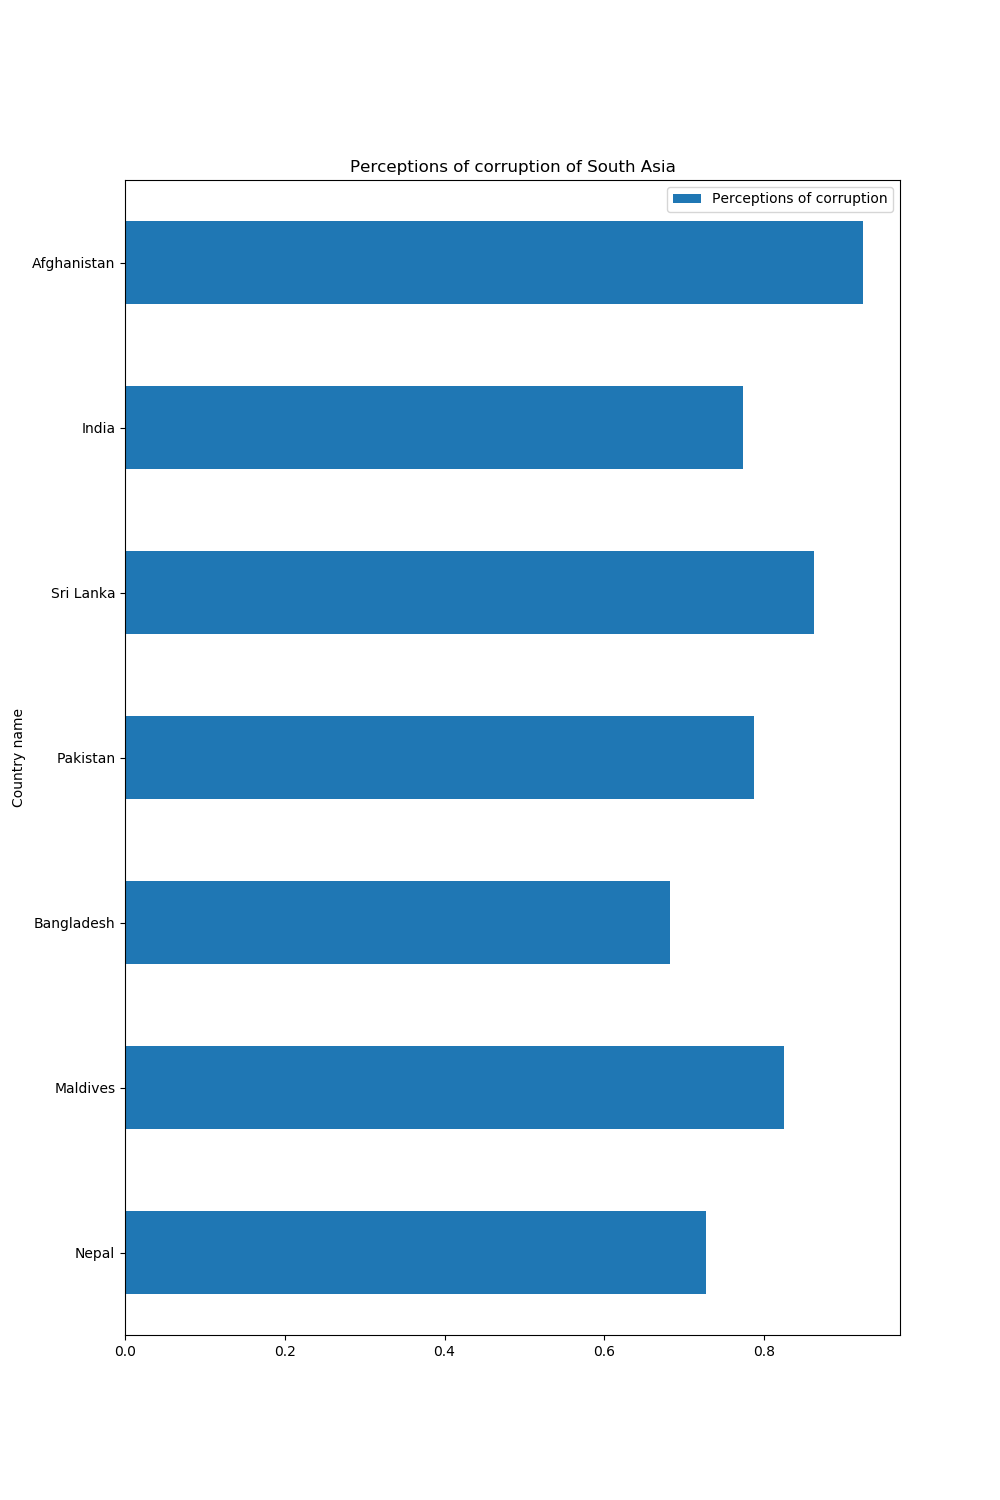 Perceptions of corruption of South Asia
Perceptions of corruption
Country name
Afghanistan
India
Sri Lanka
Pakistan
Bangladesh
Maldives
Nepal
0.0 0.2 0.4 0.6 0.8